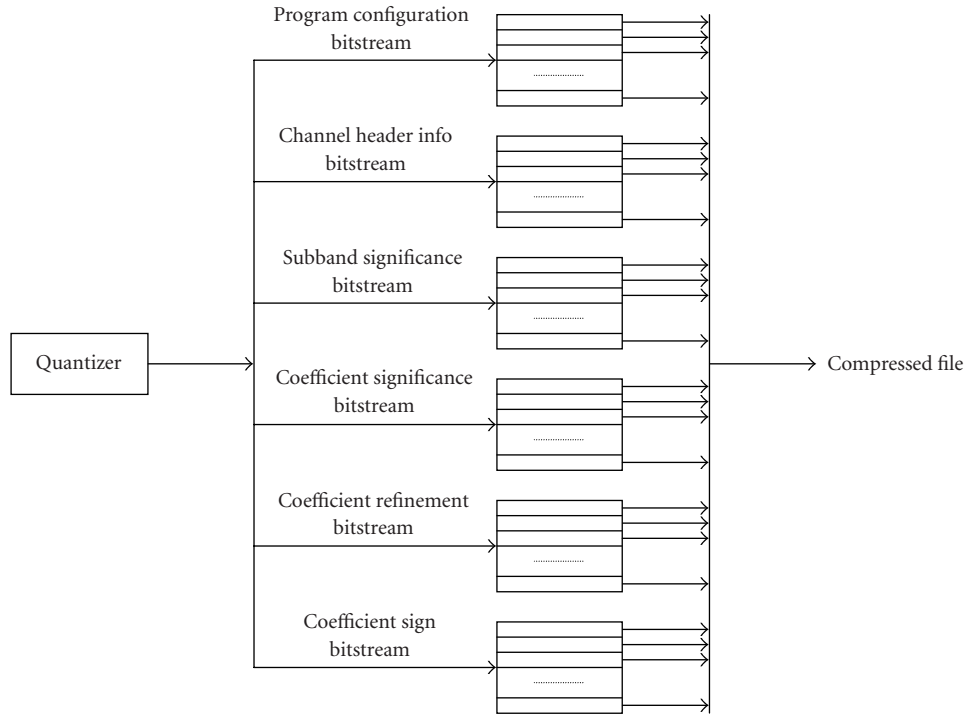 Program configuration
bitstream
Channel header info
bitstream
Subband significance
bitstream
Quantizer
Compressed file
Coefficient significance
bitstream
Coefficient refinement
bitstream
Coefficient sign
bitstream